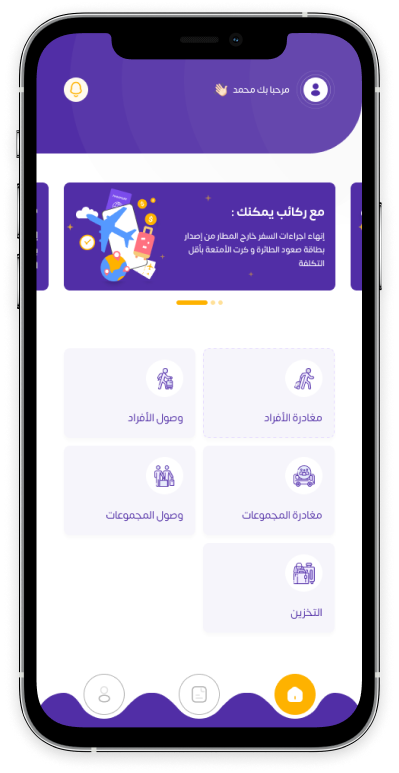 مرحبا بك محمد 👋🏻
مع ركائب يمكنك :
إنهاء اجراءات السفر خارج المطار من إصدار
بطاقة صعود الطائرة و كرت الأمتعة بأقل
التكلفة
مغادرة الأفراد
وصول الأفراد
مغادرة المجموعات
وصول المجموعات
التخزين